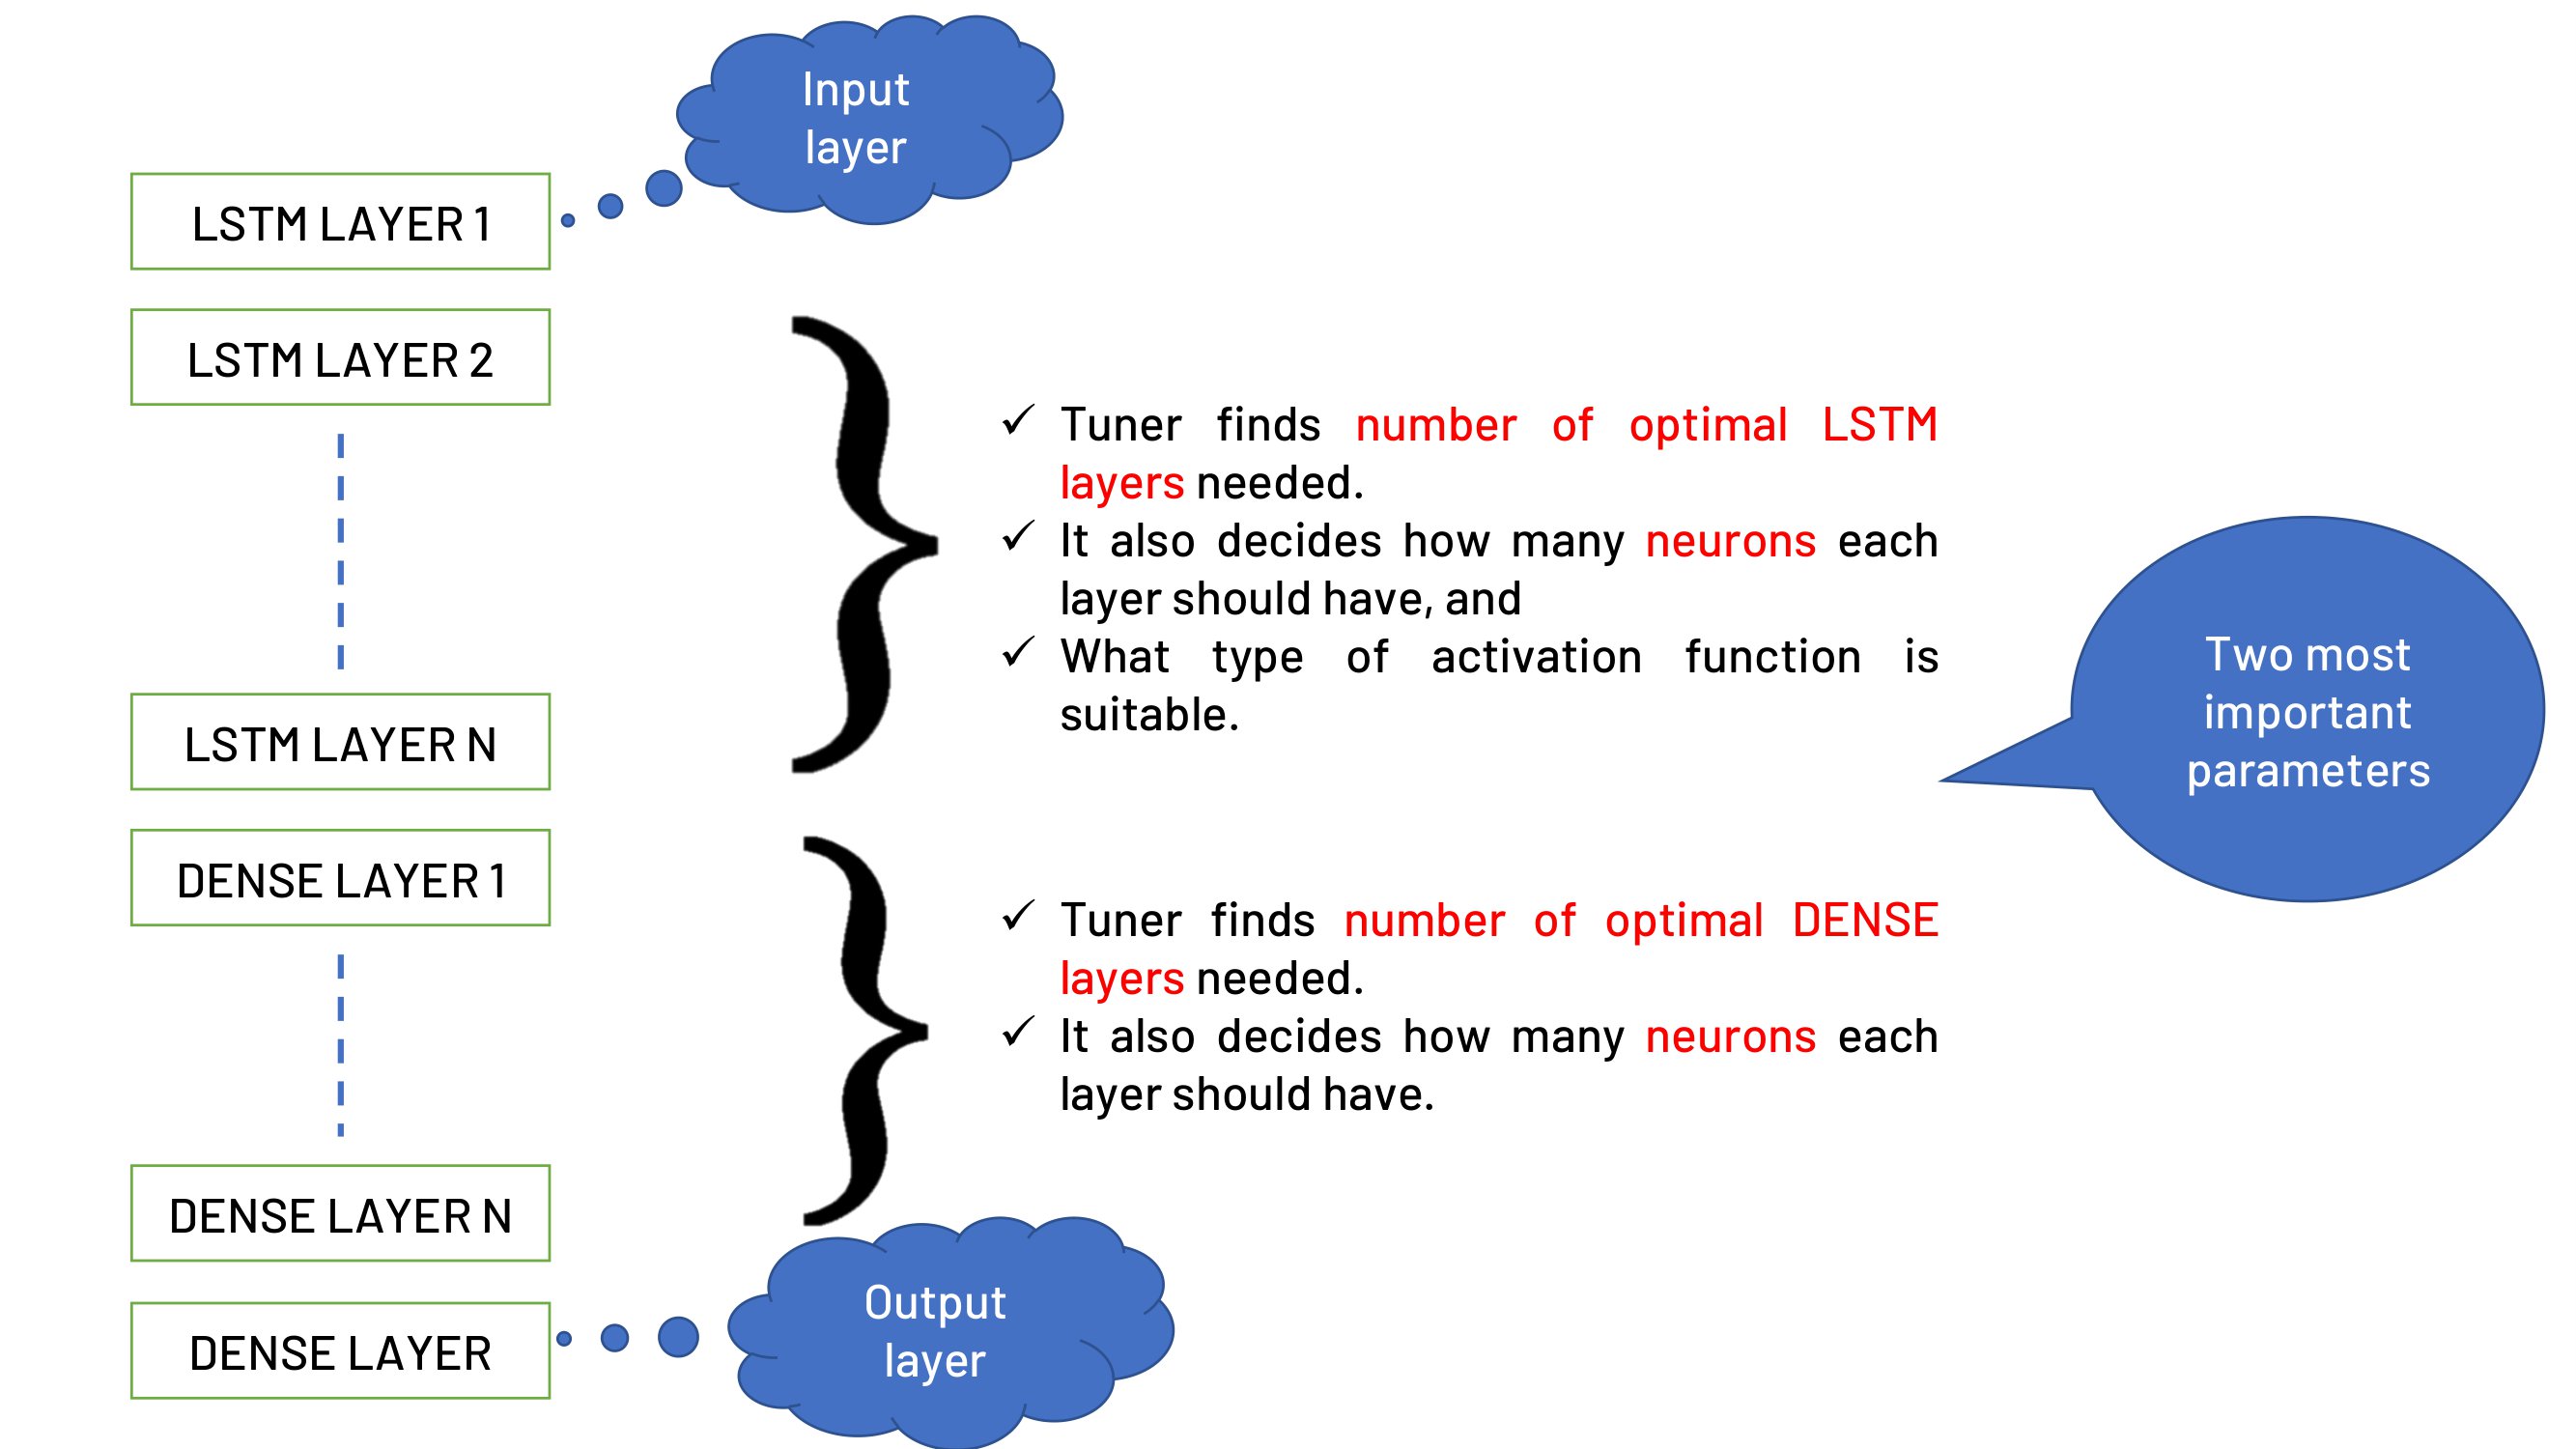 Input
layer
LSTM LAYER 1
LSTM LAYER 2
✓ Tuner finds number of optimal LSTM
layers needed.
✓ It also decides how many neurons each
layer should have, and
✓ What type of activation function is
suitable.
Two most
important
parameters
LSTM LAYER N
DENSE LAYER 1
✓ Tuner finds number of optimal DENSE
layers needed.
✓ It also decides how many neurons each
layer should have.
DENSE LAYER N
DENSE LAYER
Output
layer